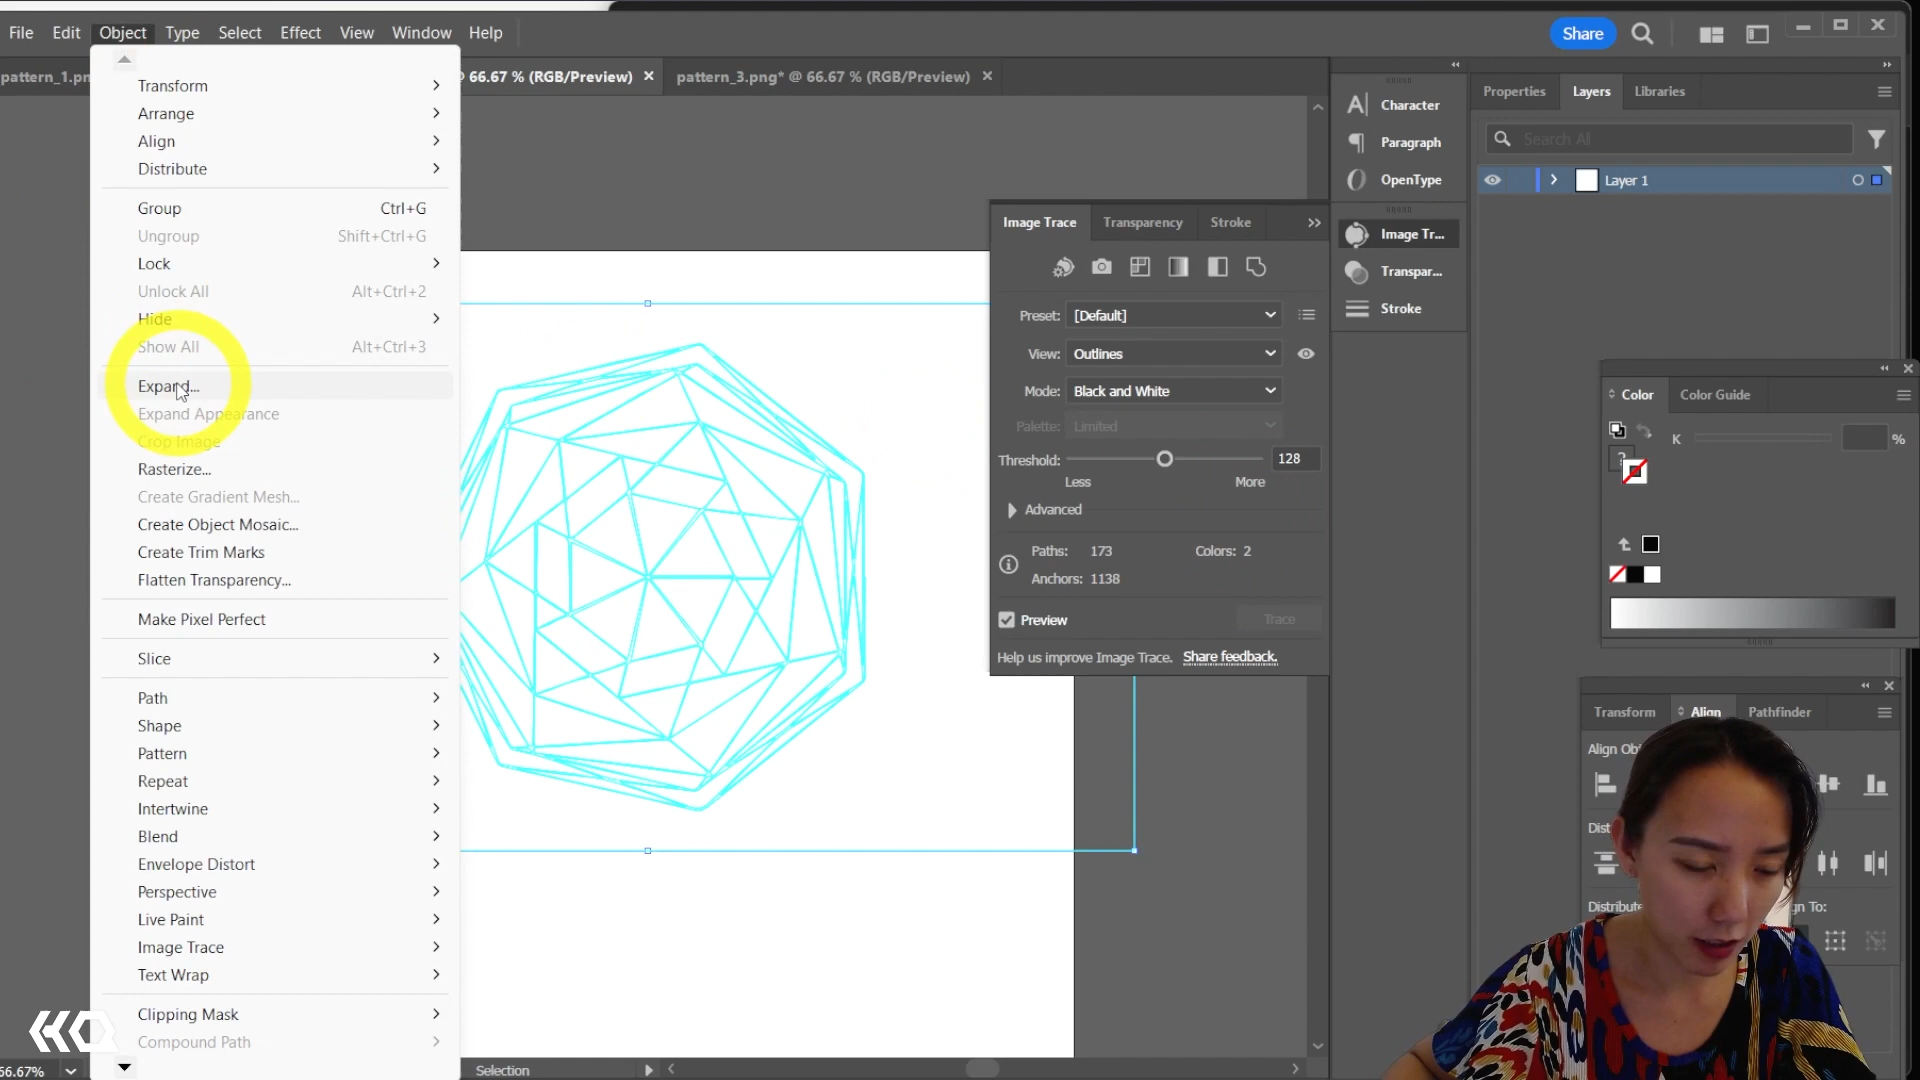 File Edit Object Type Select Effect View Window Help
Share
pattern_1.pn
@ 66.67 % (RGB/Preview) ×
pattern_3.png* @ 66.67 % (RGB/Preview) ×
Transform
Arrange
Align
Distribute
Group Ctrl+G
Ungroup Shift+Ctrl+G
Lock
Unlock All Alt+Ctrl+2
Hide
Show All Alt+Ctrl+3
Expand...
Expand Appearance
Crop Image
Rasterize...
Create Gradient Mesh...
Create Object Mosaic...
Create Trim Marks
Flatten Transparency...
Make Pixel Perfect
Slice
Path
Shape
Pattern
Repeat
Intertwine
Blend
Envelope Distort
Perspective
Live Paint
Image Trace
Text Wrap
Clipping Mask
Compound Path
66.67%
Selection
Image Trace Transparency Stroke
Preset: [Default]
View: Outlines
Mode: Black and White
Palette: Limited
Threshold: 128
Less More
Advanced
Paths: 173 Colors: 2
Anchors: 1138
Preview Trace
Help us improve Image Trace. Share feedback.
Character
Paragraph
OpenType
Image Tr...
Transpar...
Stroke
Properties Layers Libraries
Search All
Layer 1
Color Color Guide
K %
?
Transform Align Pathfinder
Align Obj
Dist
Distribute gn To: